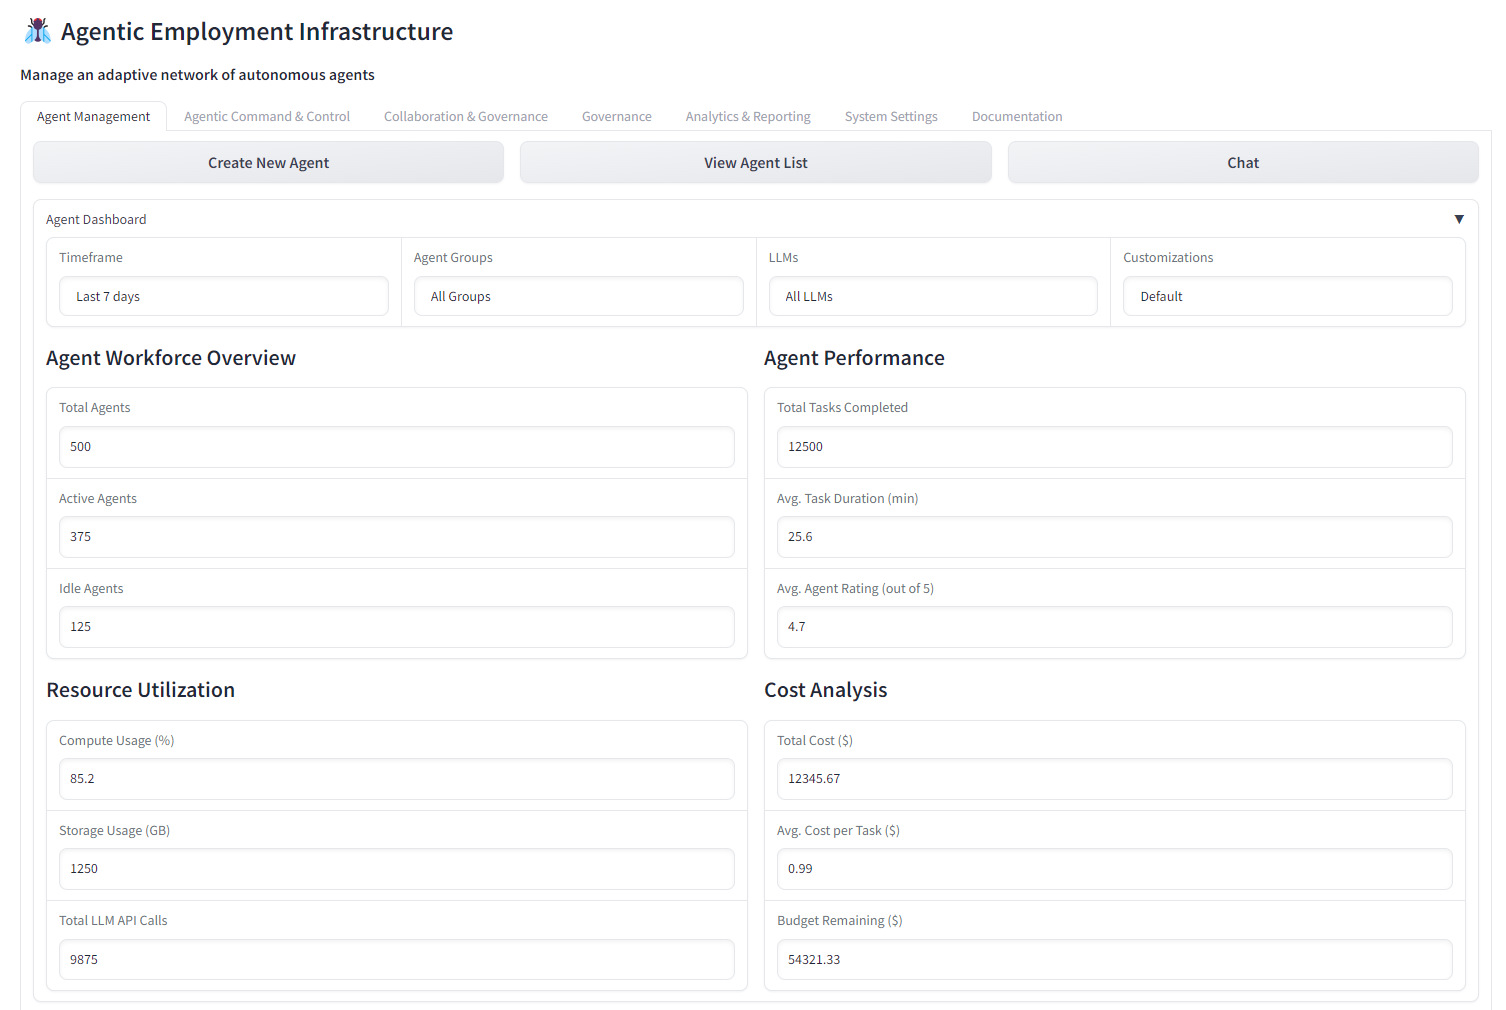 Agentic Employment Infrastructure
Manage an adaptive network of autonomous agents
Agent Management Agentic Command & Control Collaboration & Governance Governance Analytics & Reporting System Settings Documentation
Create New Agent View Agent List Chat
Agent Dashboard ▼
Timeframe Agent Groups LLMs Customizations
Last 7 days All Groups All LLMs Default
Agent Workforce Overview
Total Agents
500
Active Agents
375
Idle Agents
125
Agent Performance
Total Tasks Completed
12500
Avg. Task Duration (min)
25.6
Avg. Agent Rating (out of 5)
4.7
Resource Utilization
Compute Usage (%)
85.2
Storage Usage (GB)
1250
Total LLM API Calls
9875
Cost Analysis
Total Cost ($)
12345.67
Avg. Cost per Task ($)
0.99
Budget Remaining ($)
54321.33